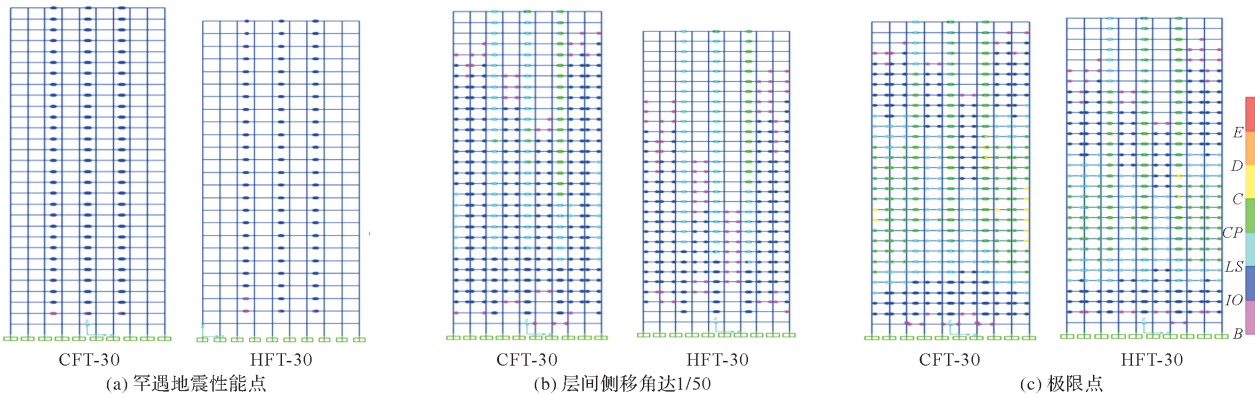 E
D
C
CP
LS
IO
B
CFT-30 HFT-30 CFT-30 HFT-30 CFT-30 HFT-30
(a) 罕遇地震性能点 (b) 层间侧移角达1/50 (c) 极限点